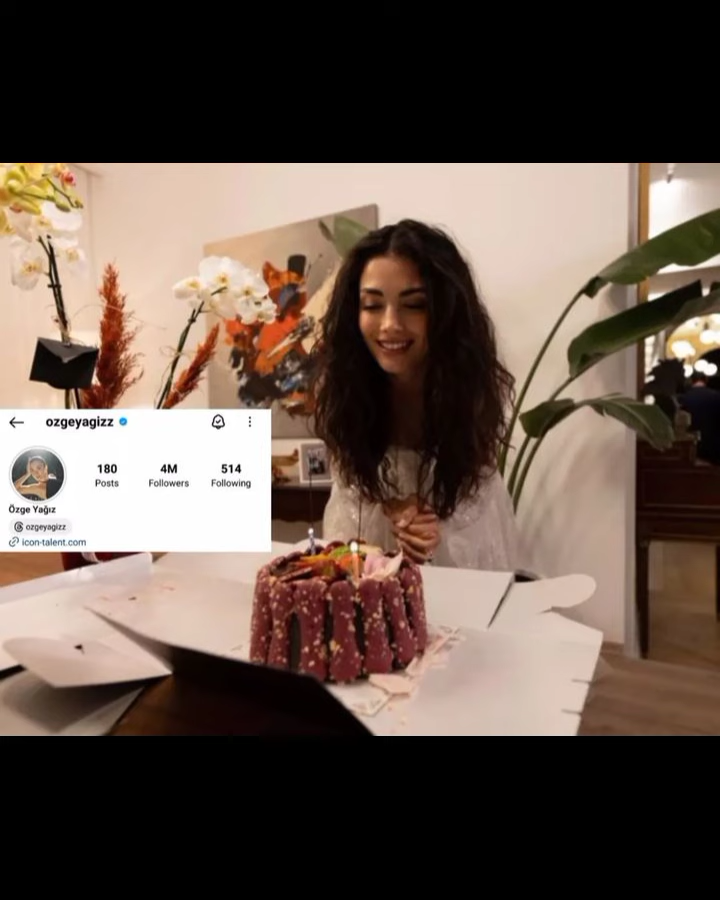 ozgeyagizz
180 4M 514
Posts Followers Following
Özge Yağız
ozgeyagizz
icon-talent.com